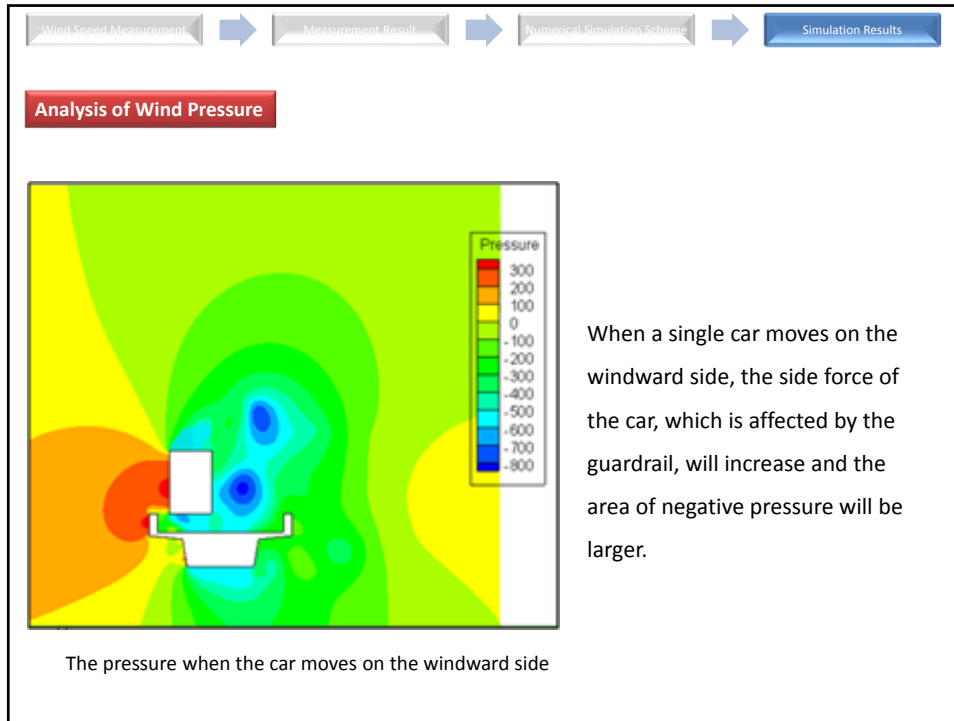 Wind Speed Measurement
Measurement Result
Numerical Simulation Scheme
Simulation Results
Analysis of Wind Pressure
Pressure
300
200
100
0
-100
-200
-300
-400
-500
-600
-700
-800
When a single car moves on the
windward side, the side force of
the car, which is affected by the
guardrail, will increase and the
area of negative pressure will be
larger.
The pressure when the car moves on the windward side